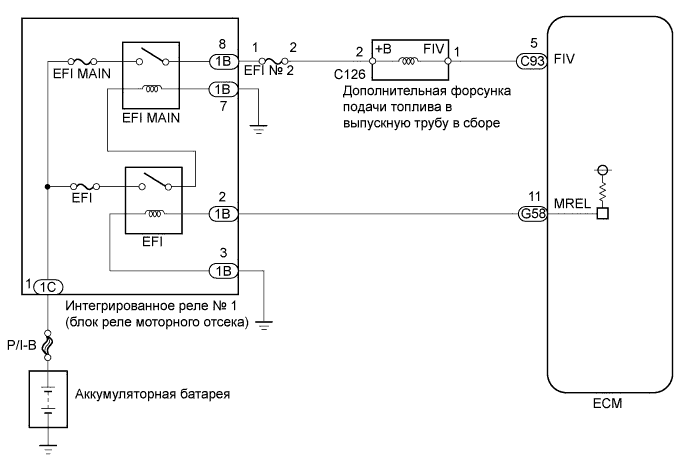 8
1B
EFI MAIN
EFI MAIN
1B
7
1
2
EFI № 2
2
C126
+B
FIV
1
Дополнительная форсунка
подачи топлива в
выпускную трубу в сборе
5
C93
FIV
EFI
EFI
2
1B
3
1B
11
G58
MREL
1
1C
Интегрированное реле № 1
(блок реле моторного отсека)
P/I-B
Аккумуляторная батарея
ECM